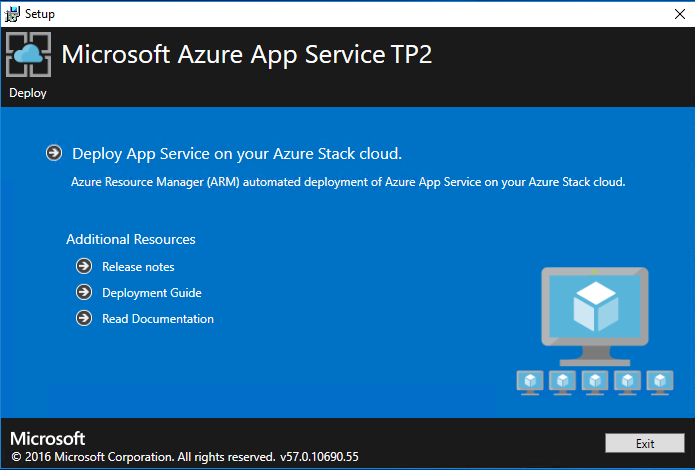 Setup
Microsoft Azure App Service TP2
Deploy
Deploy App Service on your Azure Stack cloud.
Azure Resource Manager (ARM) automated deployment of Azure App Service on your Azure Stack cloud.
Additional Resources
Release notes
Deployment Guide
Read Documentation
Microsoft
© 2016 Microsoft Corporation. All rights reserved. v57.0.10690.55
Exit